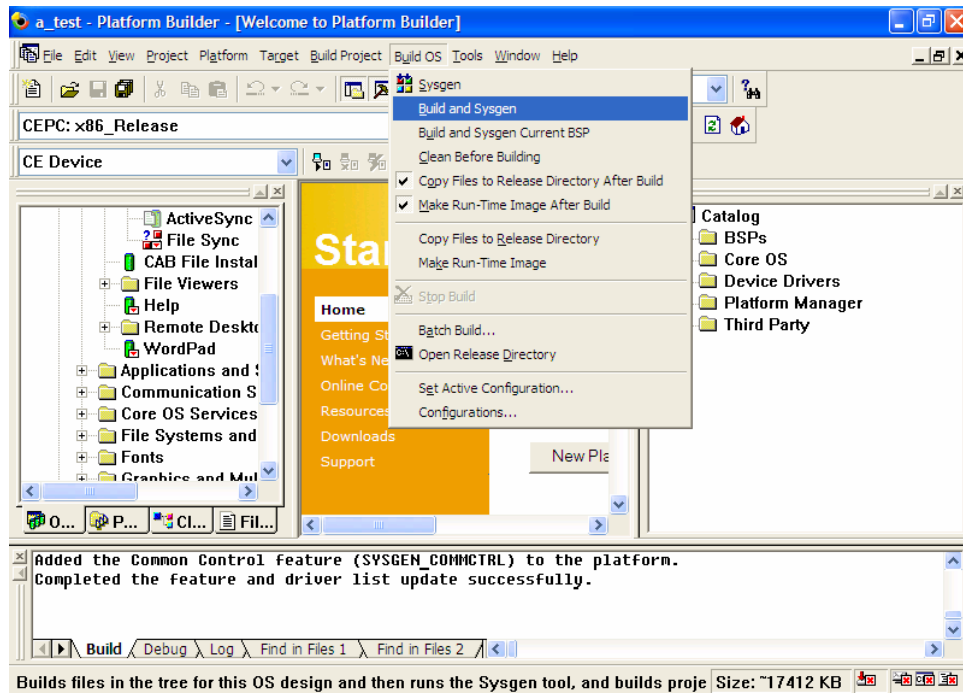 a_test - Platform Builder - [Welcome to Platform Builder]
File Edit View Project Platform Target Build Project Build OS Tools Window Help
CEPC: x86_Release
CE Device
Sysgen
Build and Sysgen
Build and Sysgen Current BSP
Clean Before Building
Copy Files to Release Directory After Build
Make Run-Time Image After Build
Copy Files to Release Directory
Make Run-Time Image
Stop Build
Batch Build...
Open Release Directory
Set Active Configuration...
Configurations...
ActiveSync
File Sync
CAB File Instal
File Viewers
Help
Remote Deskto
WordPad
Applications and
Communication S
Core OS Services
File Systems and
Fonts
Graphics and Mul
O... P... Cl... Fil...
Sta
Home
Getting St
What's Ne
Online Co
Resources
Downloads
Support
New Pla
Catalog
BSPs
Core OS
Device Drivers
Platform Manager
Third Party
Added the Common Control feature (SYSGEN_COMMCTRL) to the platform.
Completed the feature and driver list update successfully.
Build Debug Log Find in Files 1 Find in Files 2
Builds files in the tree for this OS design and then runs the Sysgen tool, and builds proje Size: ~17412 KB